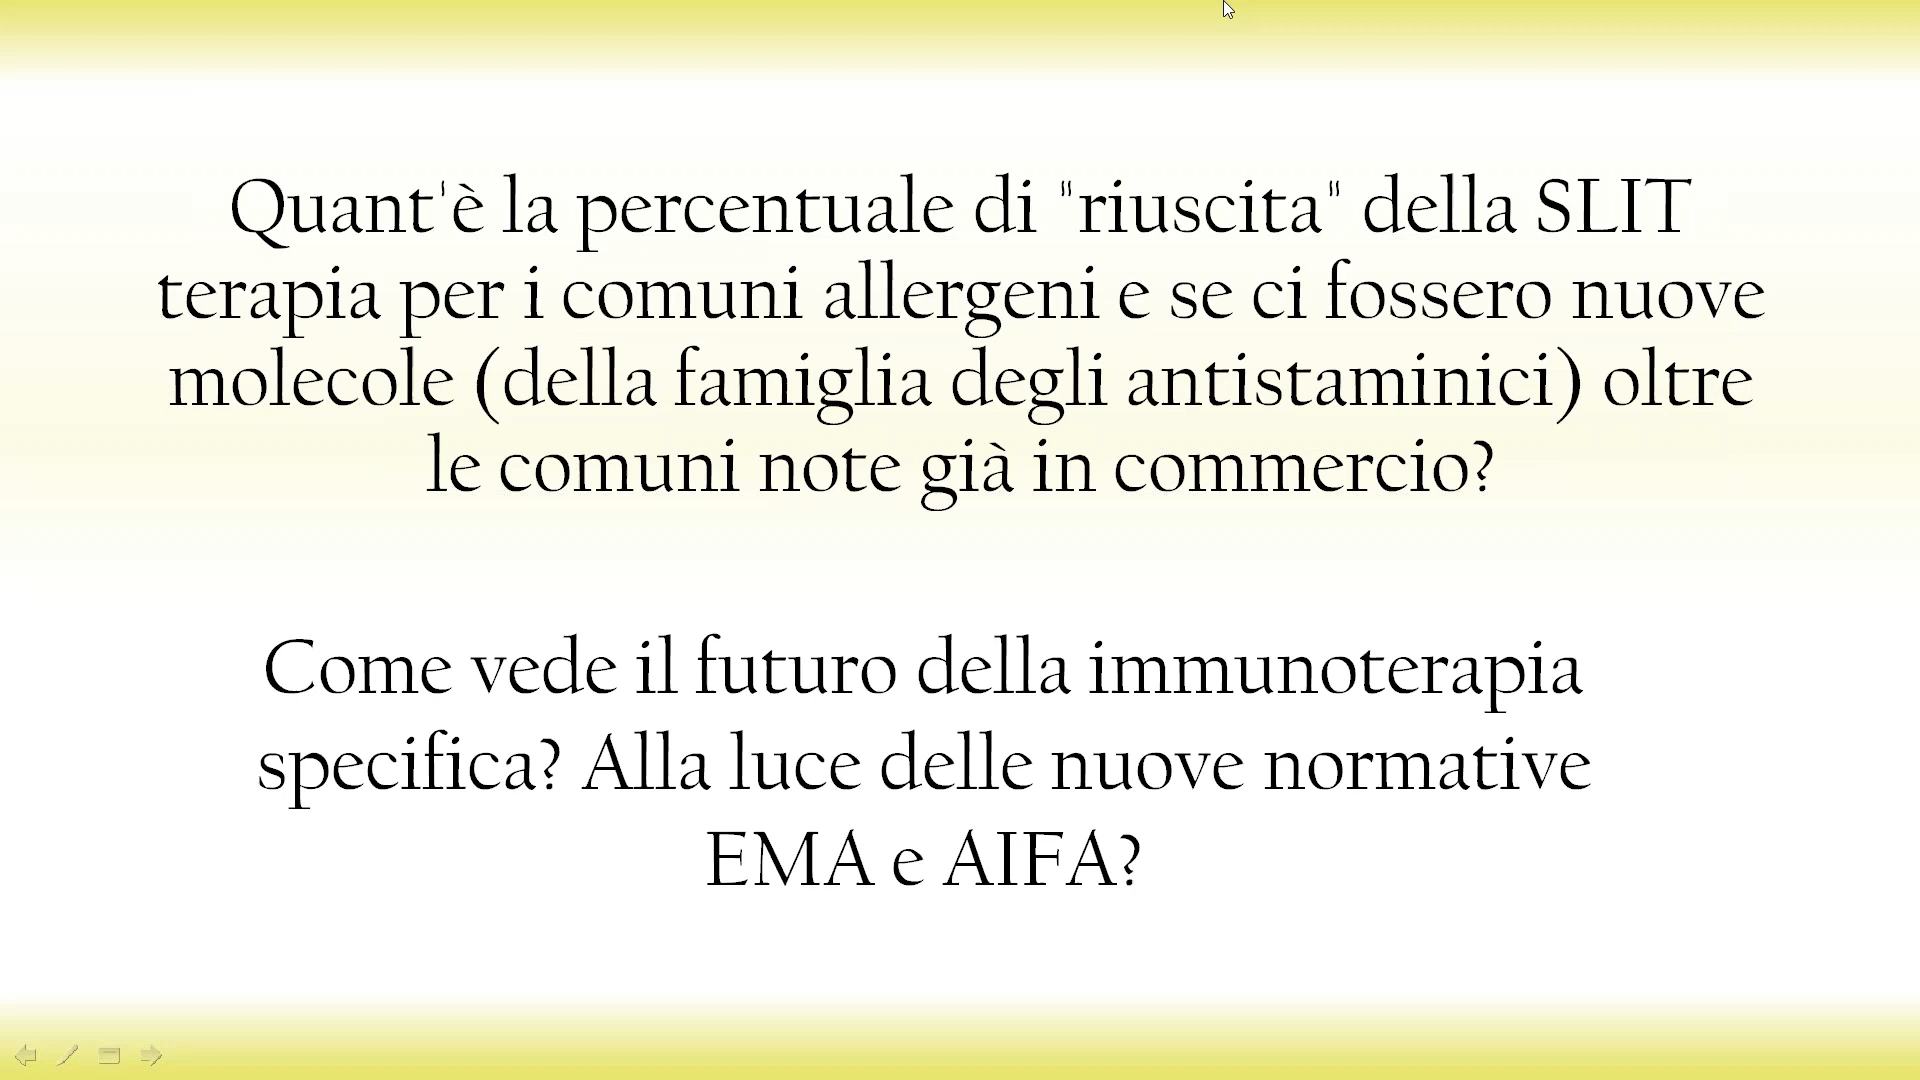 Quant'è la percentuale di "riuscita" della SLIT
terapia per i comuni allergeni e se ci fossero nuove
molecole (della famiglia degli antistaminici) oltre
le comuni note già in commercio?
Come vede il futuro della immunoterapia
specifica? Alla luce delle nuove normative
EMA e AIFA?